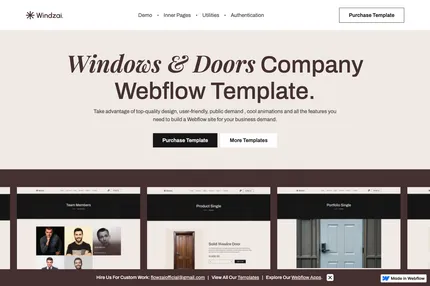 Windzai.
Demo • Inner Pages • Utilities • Authentication
Purchase Template
Windows & Doors Company
Webflow Template.
Take advantage of top-quality design, user-friendly, public demand , cool animations and all the features you
need to build a Webflow site for your business demand.
Purchase Template
More Templates
Team Members
Product Single
Portfolio Single
Solid Wooden Door
Hire Us For Custom Work: flowzaiofficial@gmail.com | View All Our Templates | Explore Our Webflow Apps.
Made in Webflow